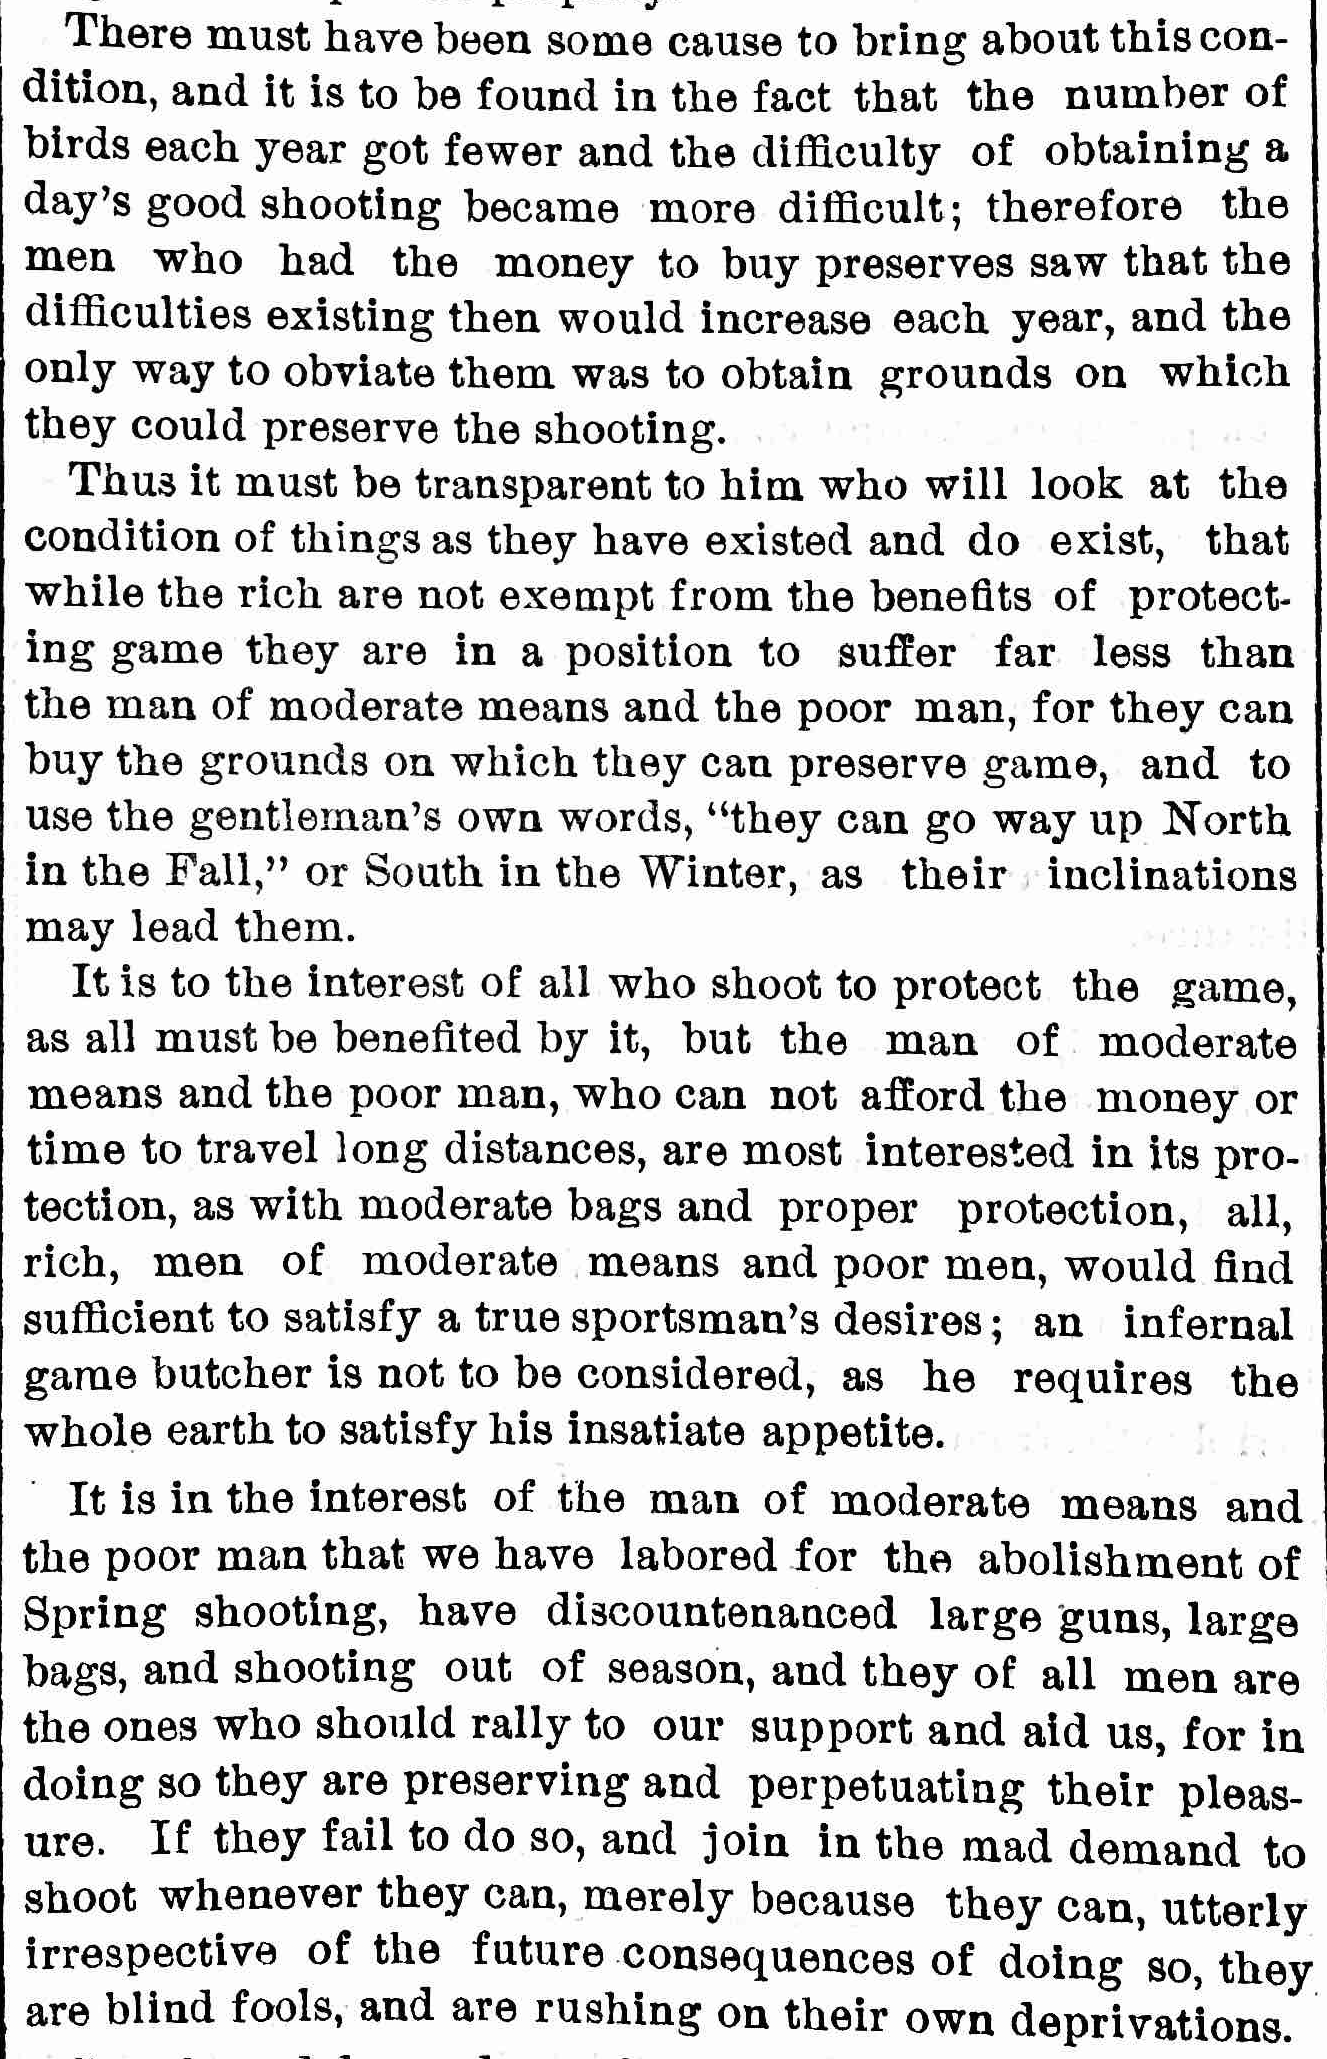 There must have been some cause to bring about this con-
dition, and it is to be found in the fact that the number of
birds each year got fewer and the difficulty of obtaining a
day's good shooting became more difficult; therefore the
men who had the money to buy preserves saw that the
difficulties existing then would increase each year, and the
only way to obviate them was to obtain grounds on which
they could preserve the shooting.
Thus it must be transparent to him who will look at the
condition of things as they have existed and do exist, that
while the rich are not exempt from the benefits of protect-
ing game they are in a position to suffer far less than
the man of moderate means and the poor man, for they can
buy the grounds on which they can preserve game, and to
use the gentleman's own words, "they can go way up North
in the Fall," or South in the Winter, as their inclinations
may lead them.
It is to the interest of all who shoot to protect the game,
as all must be benefited by it, but the man of moderate
means and the poor man, who can not afford the money or
time to travel long distances, are most interested in its pro-
tection, as with moderate bags and proper protection, all,
rich, men of moderate means and poor men, would find
sufficient to satisfy a true sportsman's desires; an infernal
game butcher is not to be considered, as he requires the
whole earth to satisfy his insatiate appetite.
It is in the interest of the man of moderate means and
the poor man that we have labored for the abolishment of
Spring shooting, have discountenanced large guns, large
bags, and shooting out of season, and they of all men are
the ones who should rally to our support and aid us, for in
doing so they are preserving and perpetuating their pleas-
ure. If they fail to do so, and join in the mad demand to
shoot whenever they can, merely because they can, utterly
irrespective of the future consequences of doing so, they
are blind fools, and are rushing on their own deprivations.